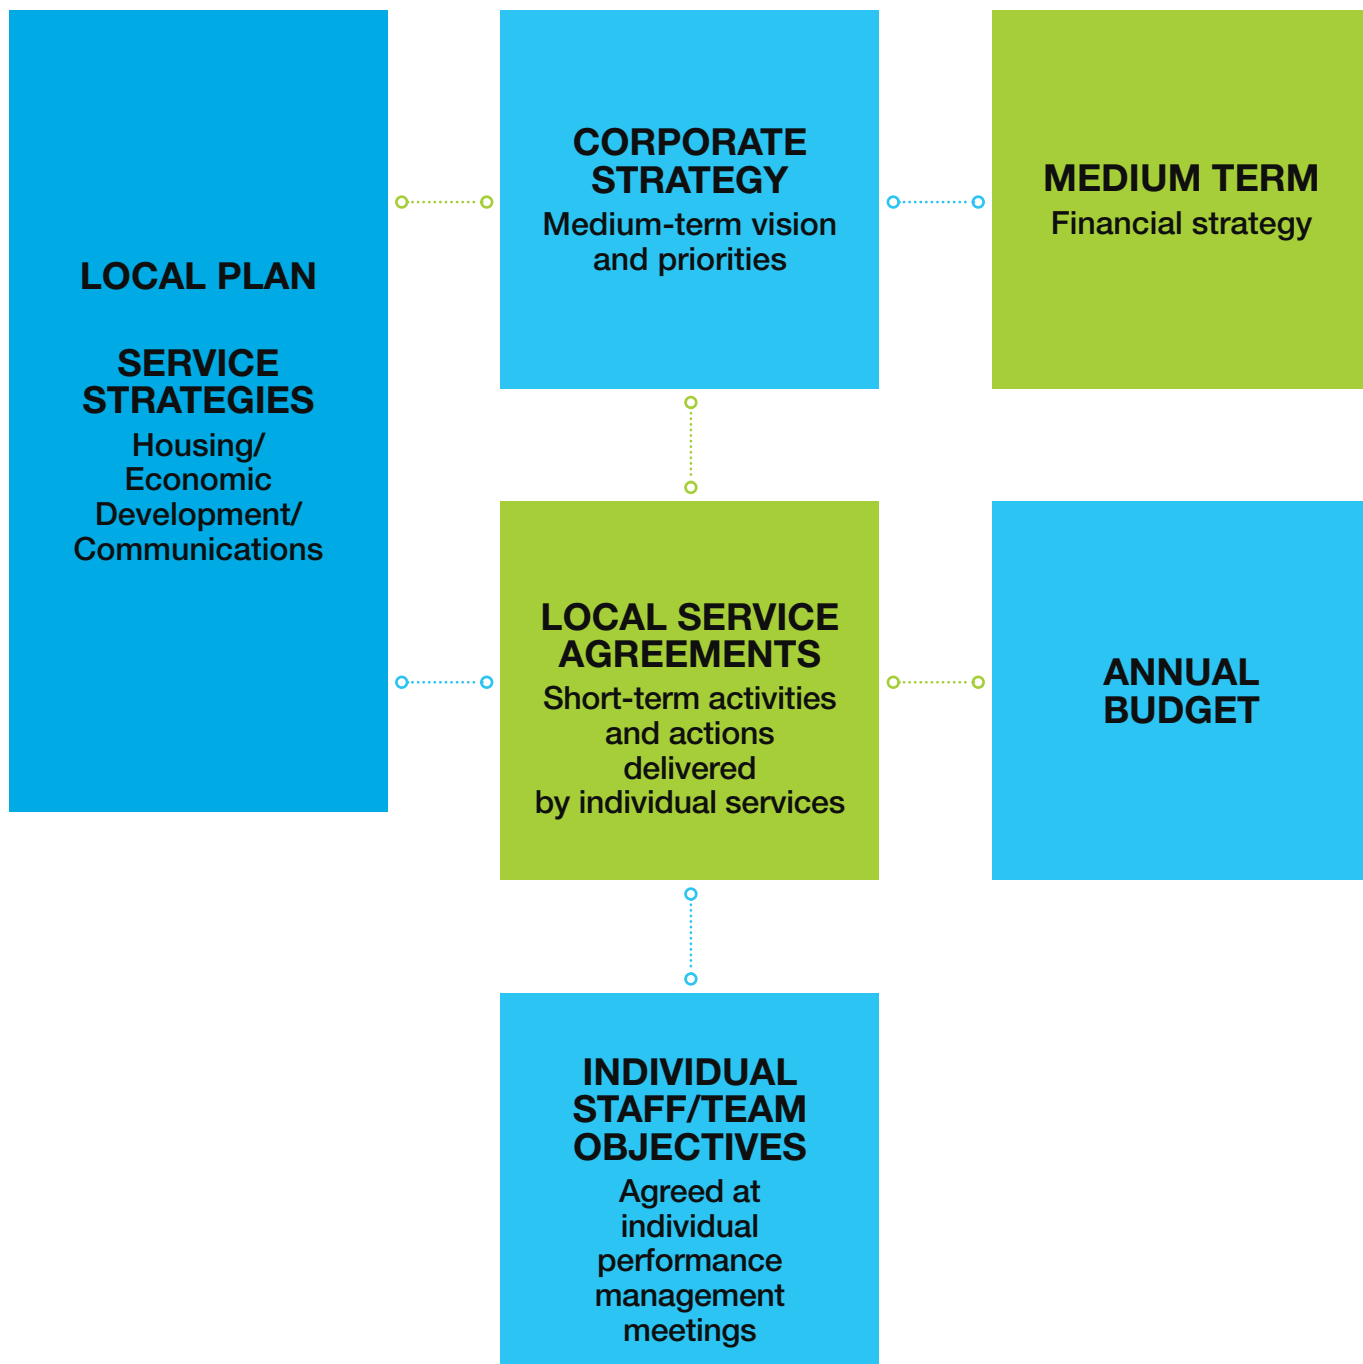 LOCAL PLAN
SERVICE
STRATEGIES
Housing/
Economic
Development/
Communications
CORPORATE
STRATEGY
Medium-term vision
and priorities
MEDIUM TERM
Financial strategy
LOCAL SERVICE
AGREEMENTS
Short-term activities
and actions
delivered
by individual services
ANNUAL
BUDGET
INDIVIDUAL
STAFF/TEAM
OBJECTIVES
Agreed at
individual
performance
management
meetings